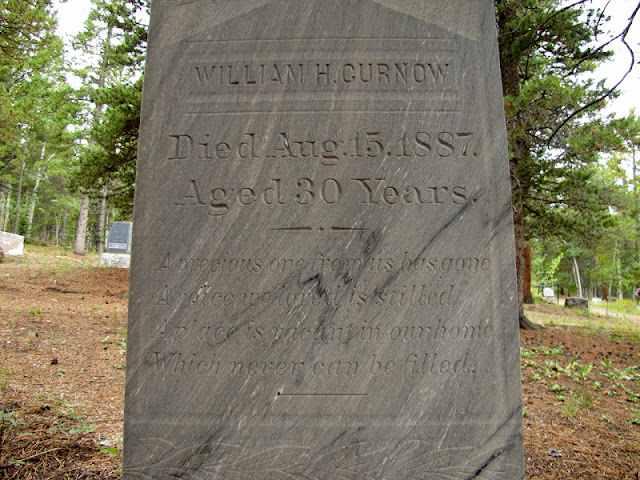 WILLIAM H. CURNOW
Died Aug. 15. 1887.
Aged 30 Years.
A precious one from us has gone
A voice we loved is stilled
A place is vacant in our home
Which never can be filled.